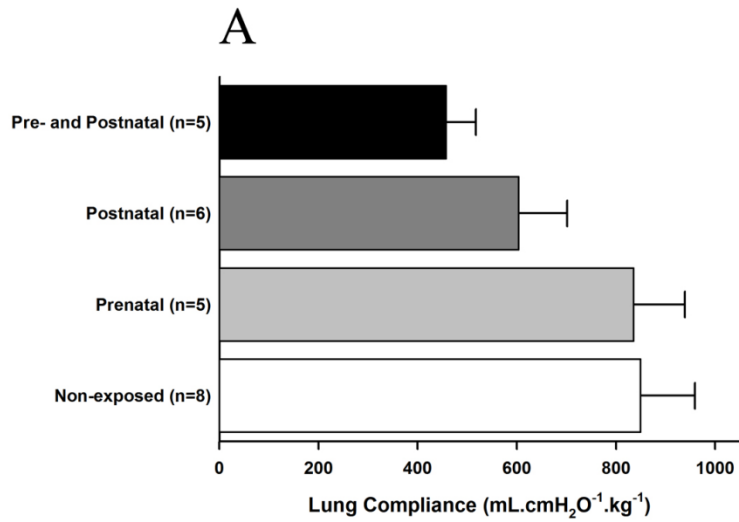 A
Pre- and Postnatal (n=5)
Postnatal (n=6)
Prenatal (n=5)
Non-exposed (n=8)
0 200 400 600 800 1000
Lung Compliance (mL.cmH₂O⁻¹.kg⁻¹)